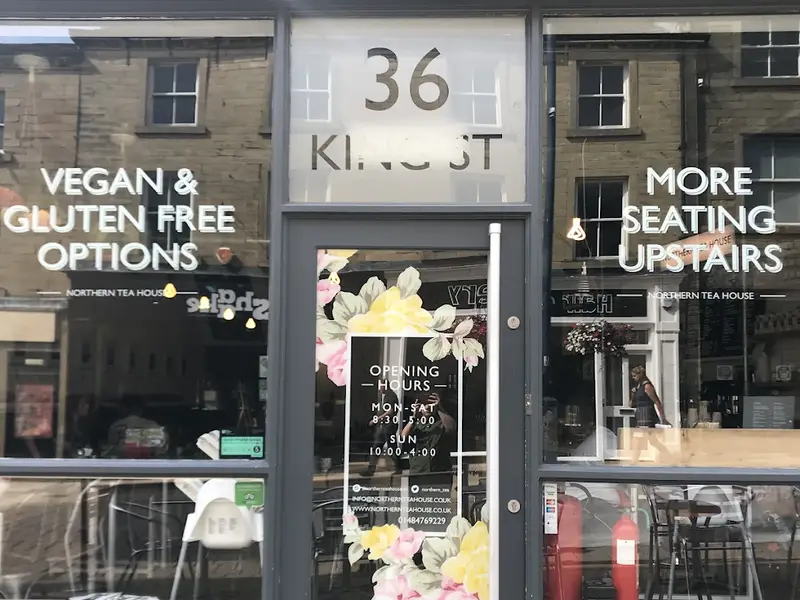 36
KING ST
VEGAN &
GLUTEN FREE
OPTIONS
NORTHERN TEA HOUSE
MORE
SEATING
UPSTAIRS
NORTHERN TEA HOUSE
shake
OPENING
HOURS
MON-SAT
8:30-5:00
SUN
10:00-4:00
northern_tea
INFO@NORTHERNTEAHOUSE.CO.UK
WWW.NORTHERNTEAHOUSE.CO.UK
01484769229